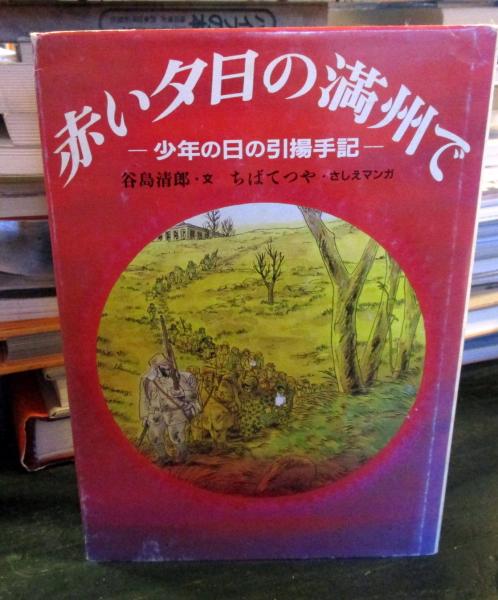 赤い夕日の満州で
―少年の日の引揚手記―
谷島清郎・文 ちばてつや・さしえマンガ